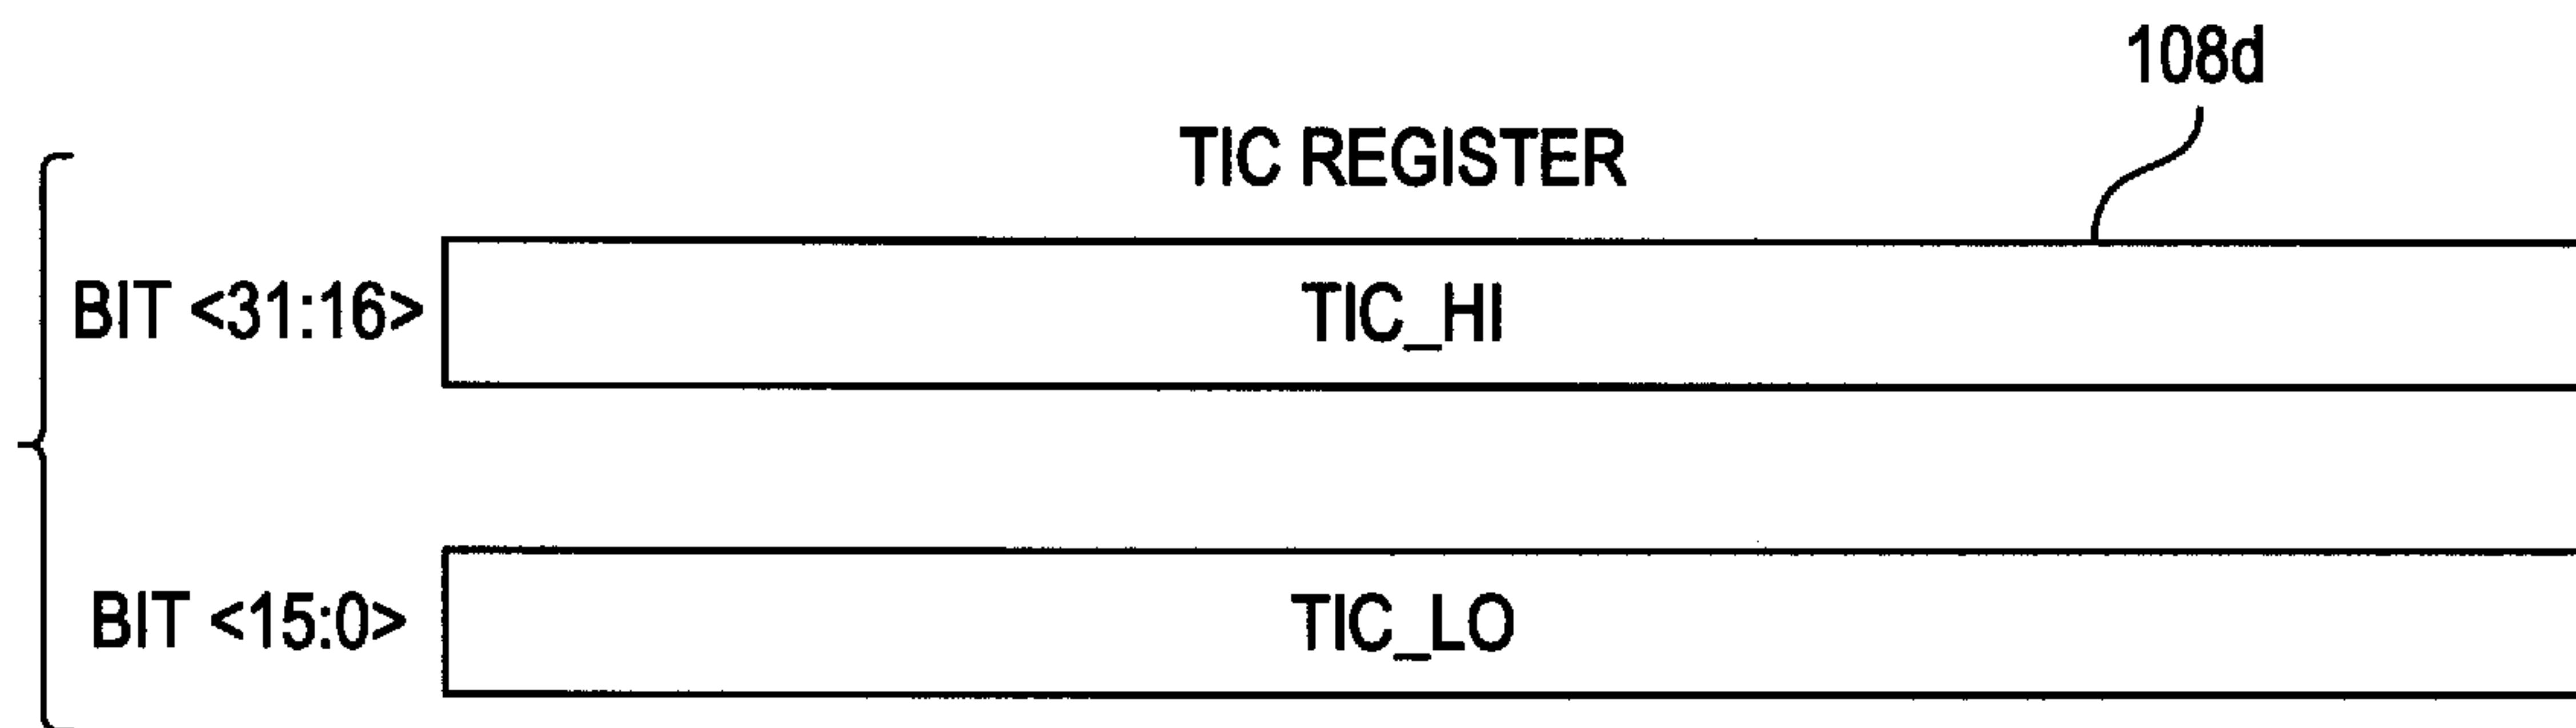 108d
TIC REGISTER
BIT <31:16> TIC_HI
BIT <15:0> TIC_LO